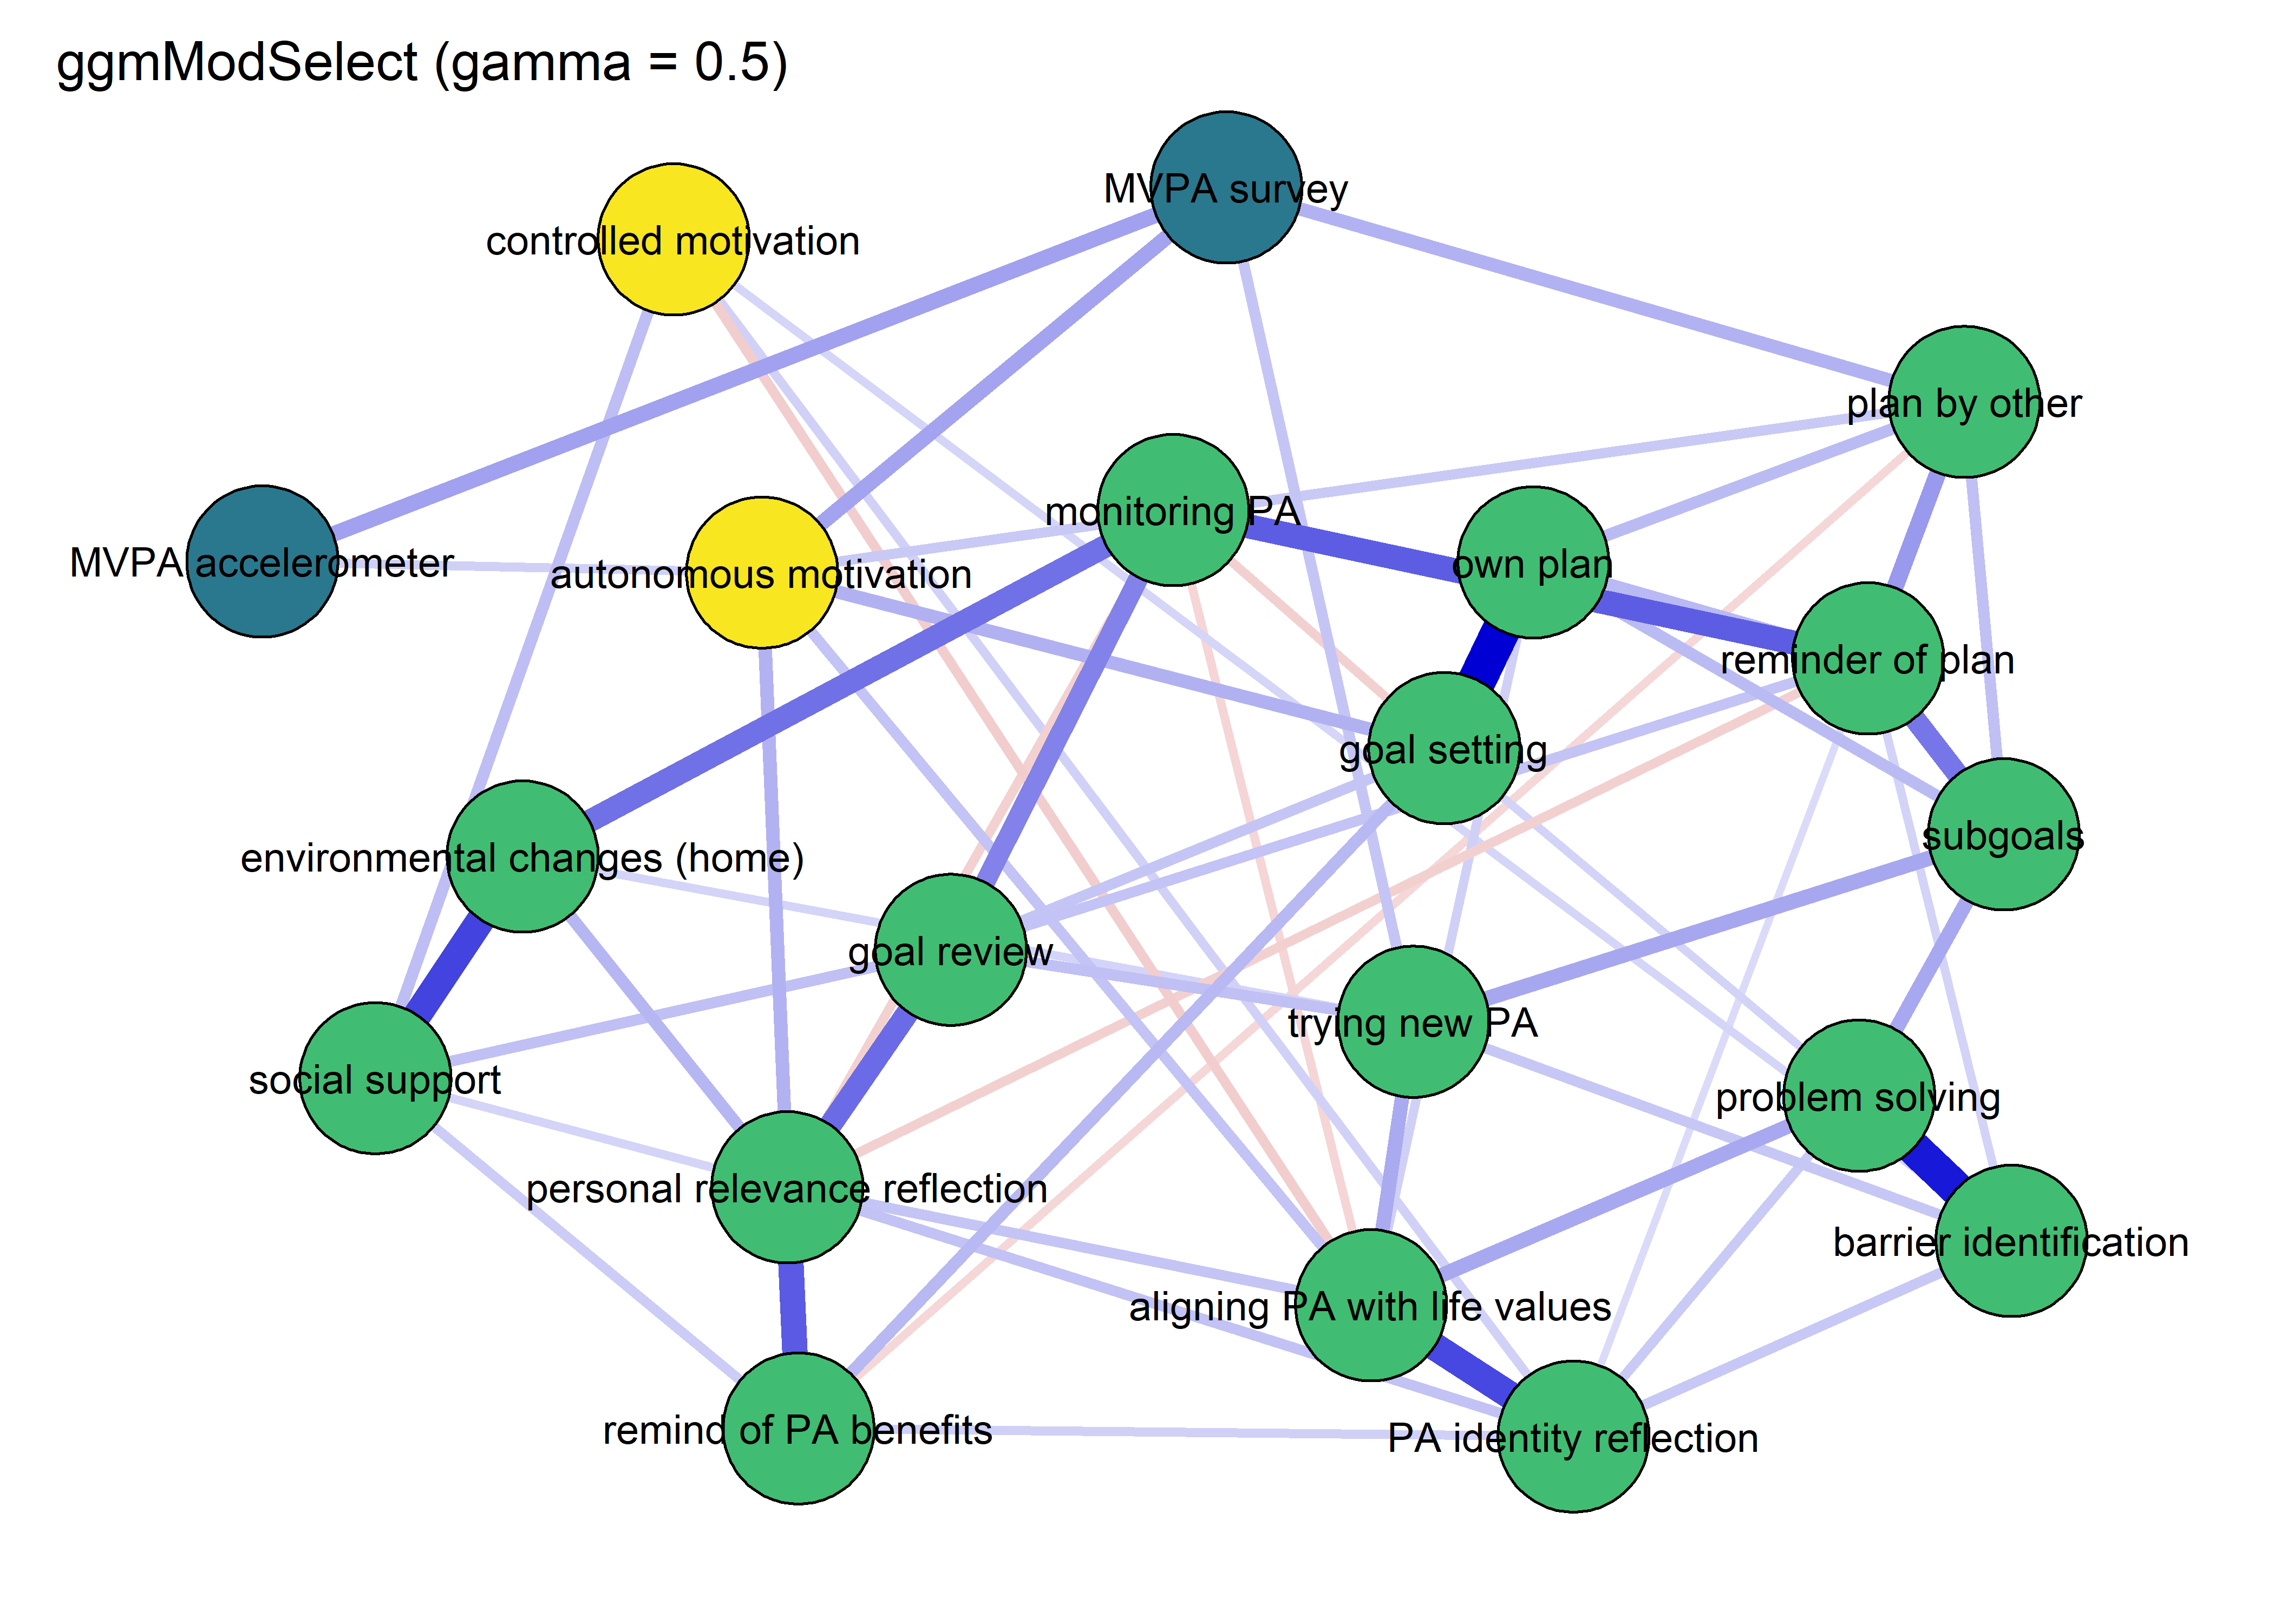 ggmModSelect (gamma = 0.5)
MVPA survey
controlled motivation
plan by other
monitoring PA
MVPA accelerometer
autonomous motivation
own plan
reminder of plan
goal setting
subgoals
environmental changes (home)
goal review
trying new PA
social support
problem solving
personal relevance reflection
barrier identification
aligning PA with life values
remind of PA benefits
PA identity reflection